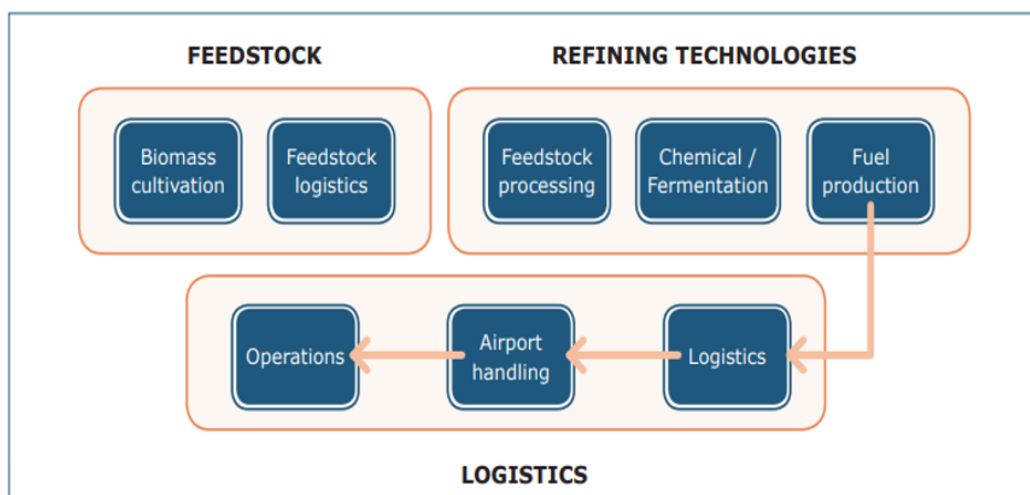 FEEDSTOCK
REFINING TECHNOLOGIES
Biomass
cultivation
Feedstock
logistics
Feedstock
processing
Chemical /
Fermentation
Fuel
production
Operations
Airport
handling
Logistics
LOGISTICS